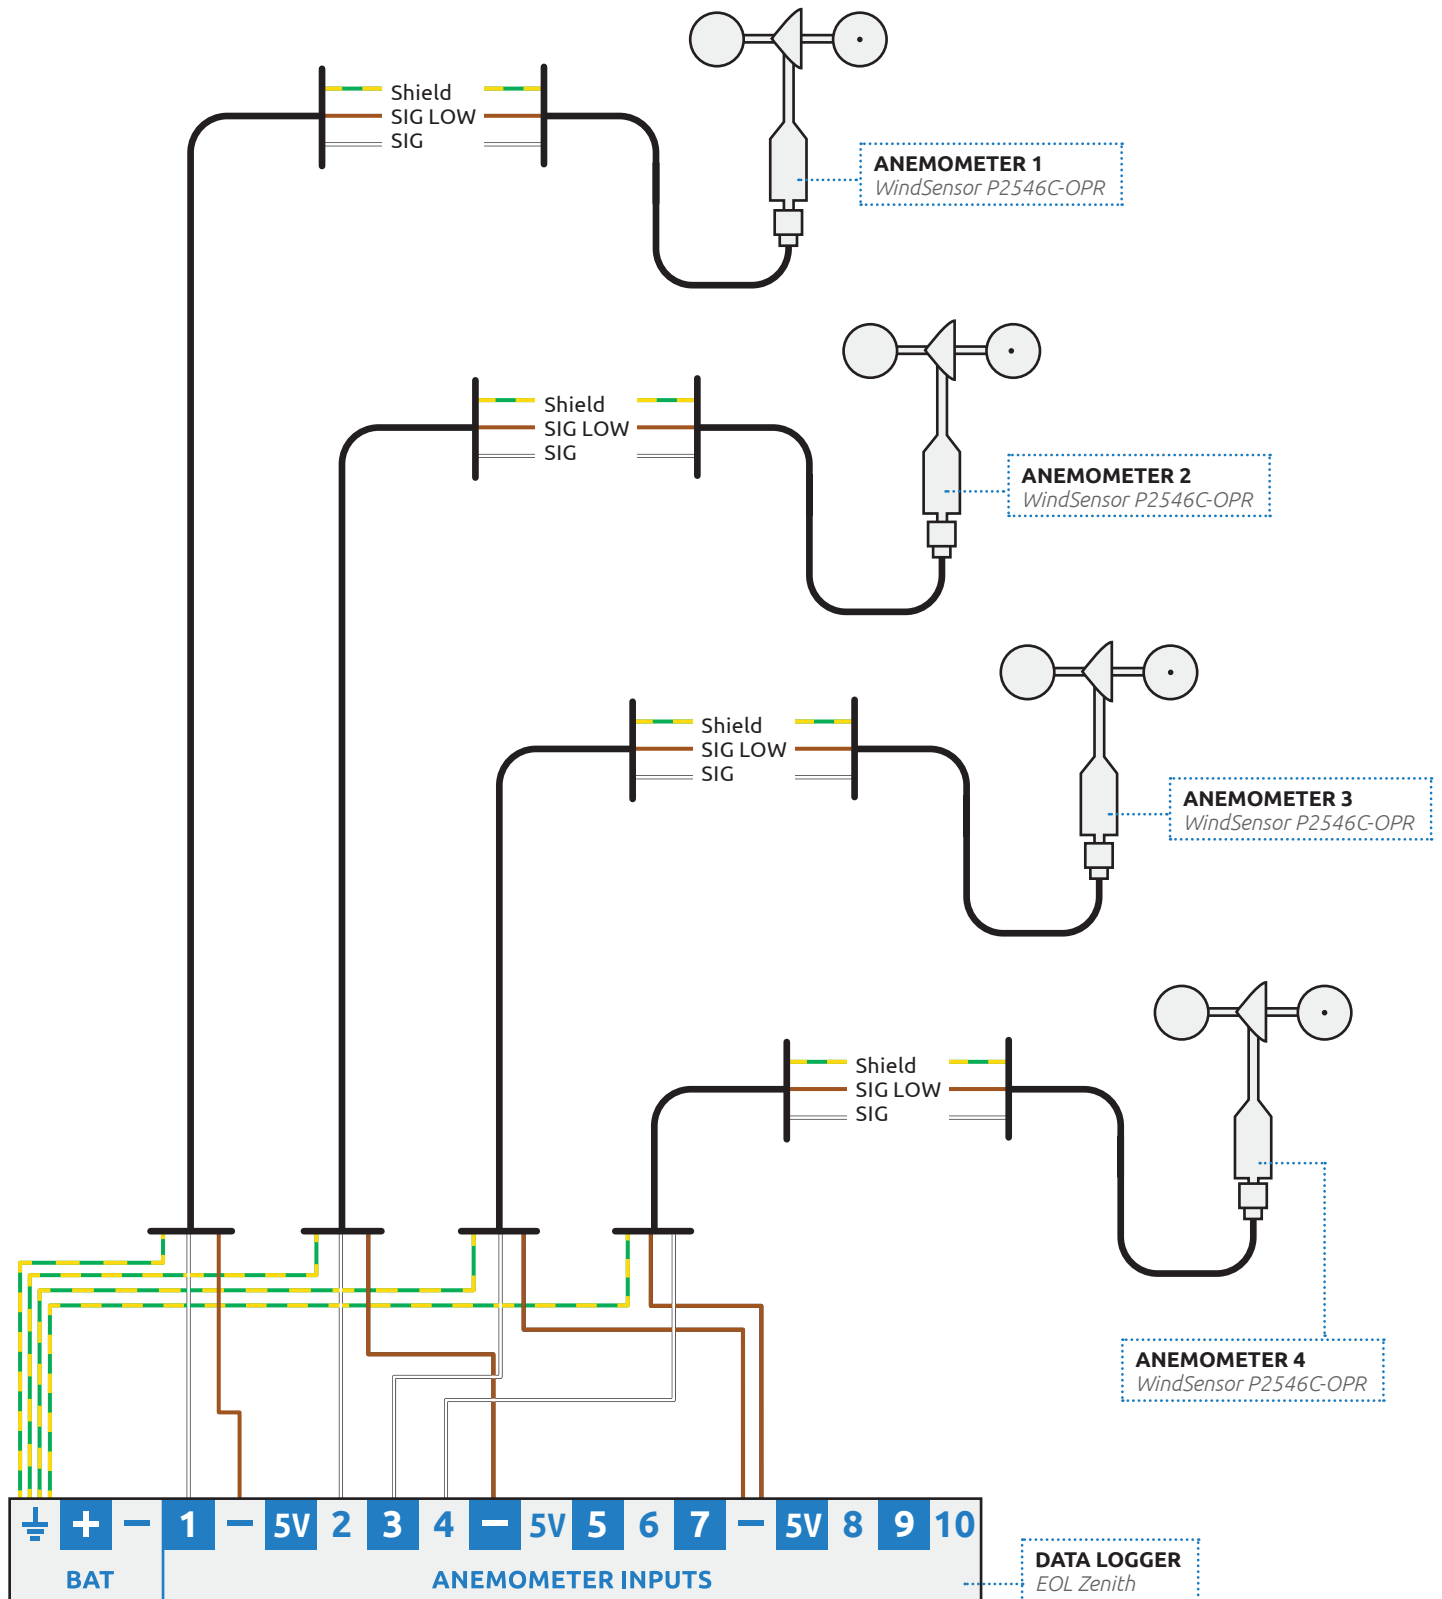 Shield
SIG LOW
SIG
ANEMOMETER 1
WindSensor P2546C-OPR
Shield
SIG LOW
SIG
ANEMOMETER 2
WindSensor P2546C-OPR
Shield
SIG LOW
SIG
ANEMOMETER 3
WindSensor P2546C-OPR
Shield
SIG LOW
SIG
ANEMOMETER 4
WindSensor P2546C-OPR
+ − 1 − 5V 2 3 4 − 5V 5 6 7 − 5V 8 9 10
BAT ANEMOMETER INPUTS
DATA LOGGER
EOL Zenith